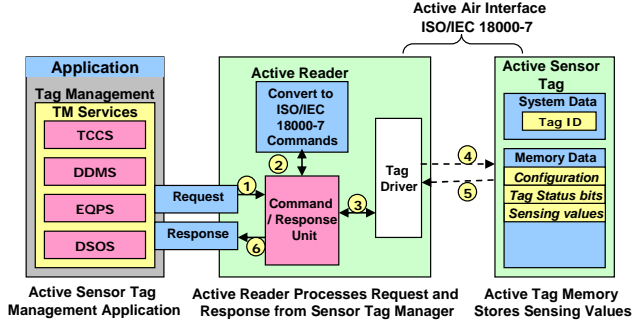 Active Air Interface
ISO/IEC 18000-7
Application
Tag Management
TM Services
TCCS
DDMS
EQPS
DSOS
Request
Response
Active Reader
Convert to
ISO/IEC
18000-7
Commands
Command
/ Response
Unit
Tag
Driver
1
2
3
4
5
6
Active Sensor
Tag
System Data
Tag ID
Memory Data
Configuration
Tag Status bits
Sensing values
Active Sensor Tag
Management Application
Active Reader Processes Request and
Response from Sensor Tag Manager
Active Tag Memory
Stores Sensing Values